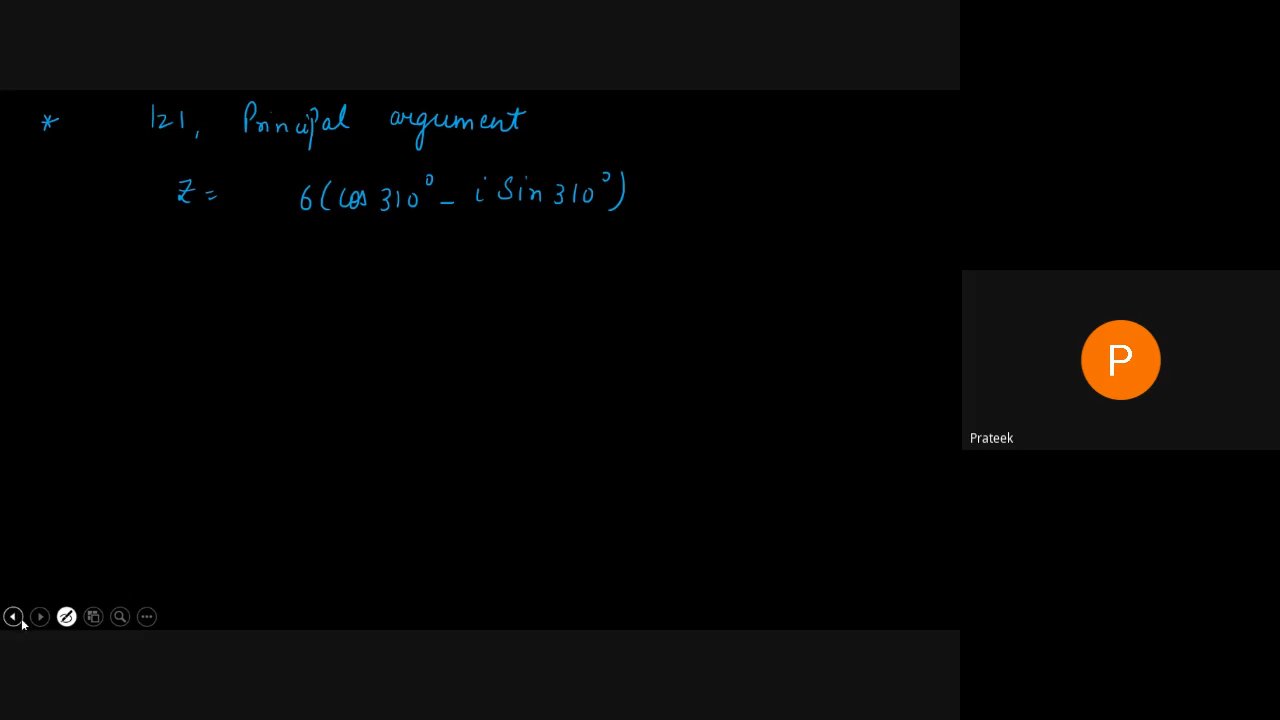 * |z|, Principal argument
z = 6(cos 310° - i Sin 310°)
P
Prateek